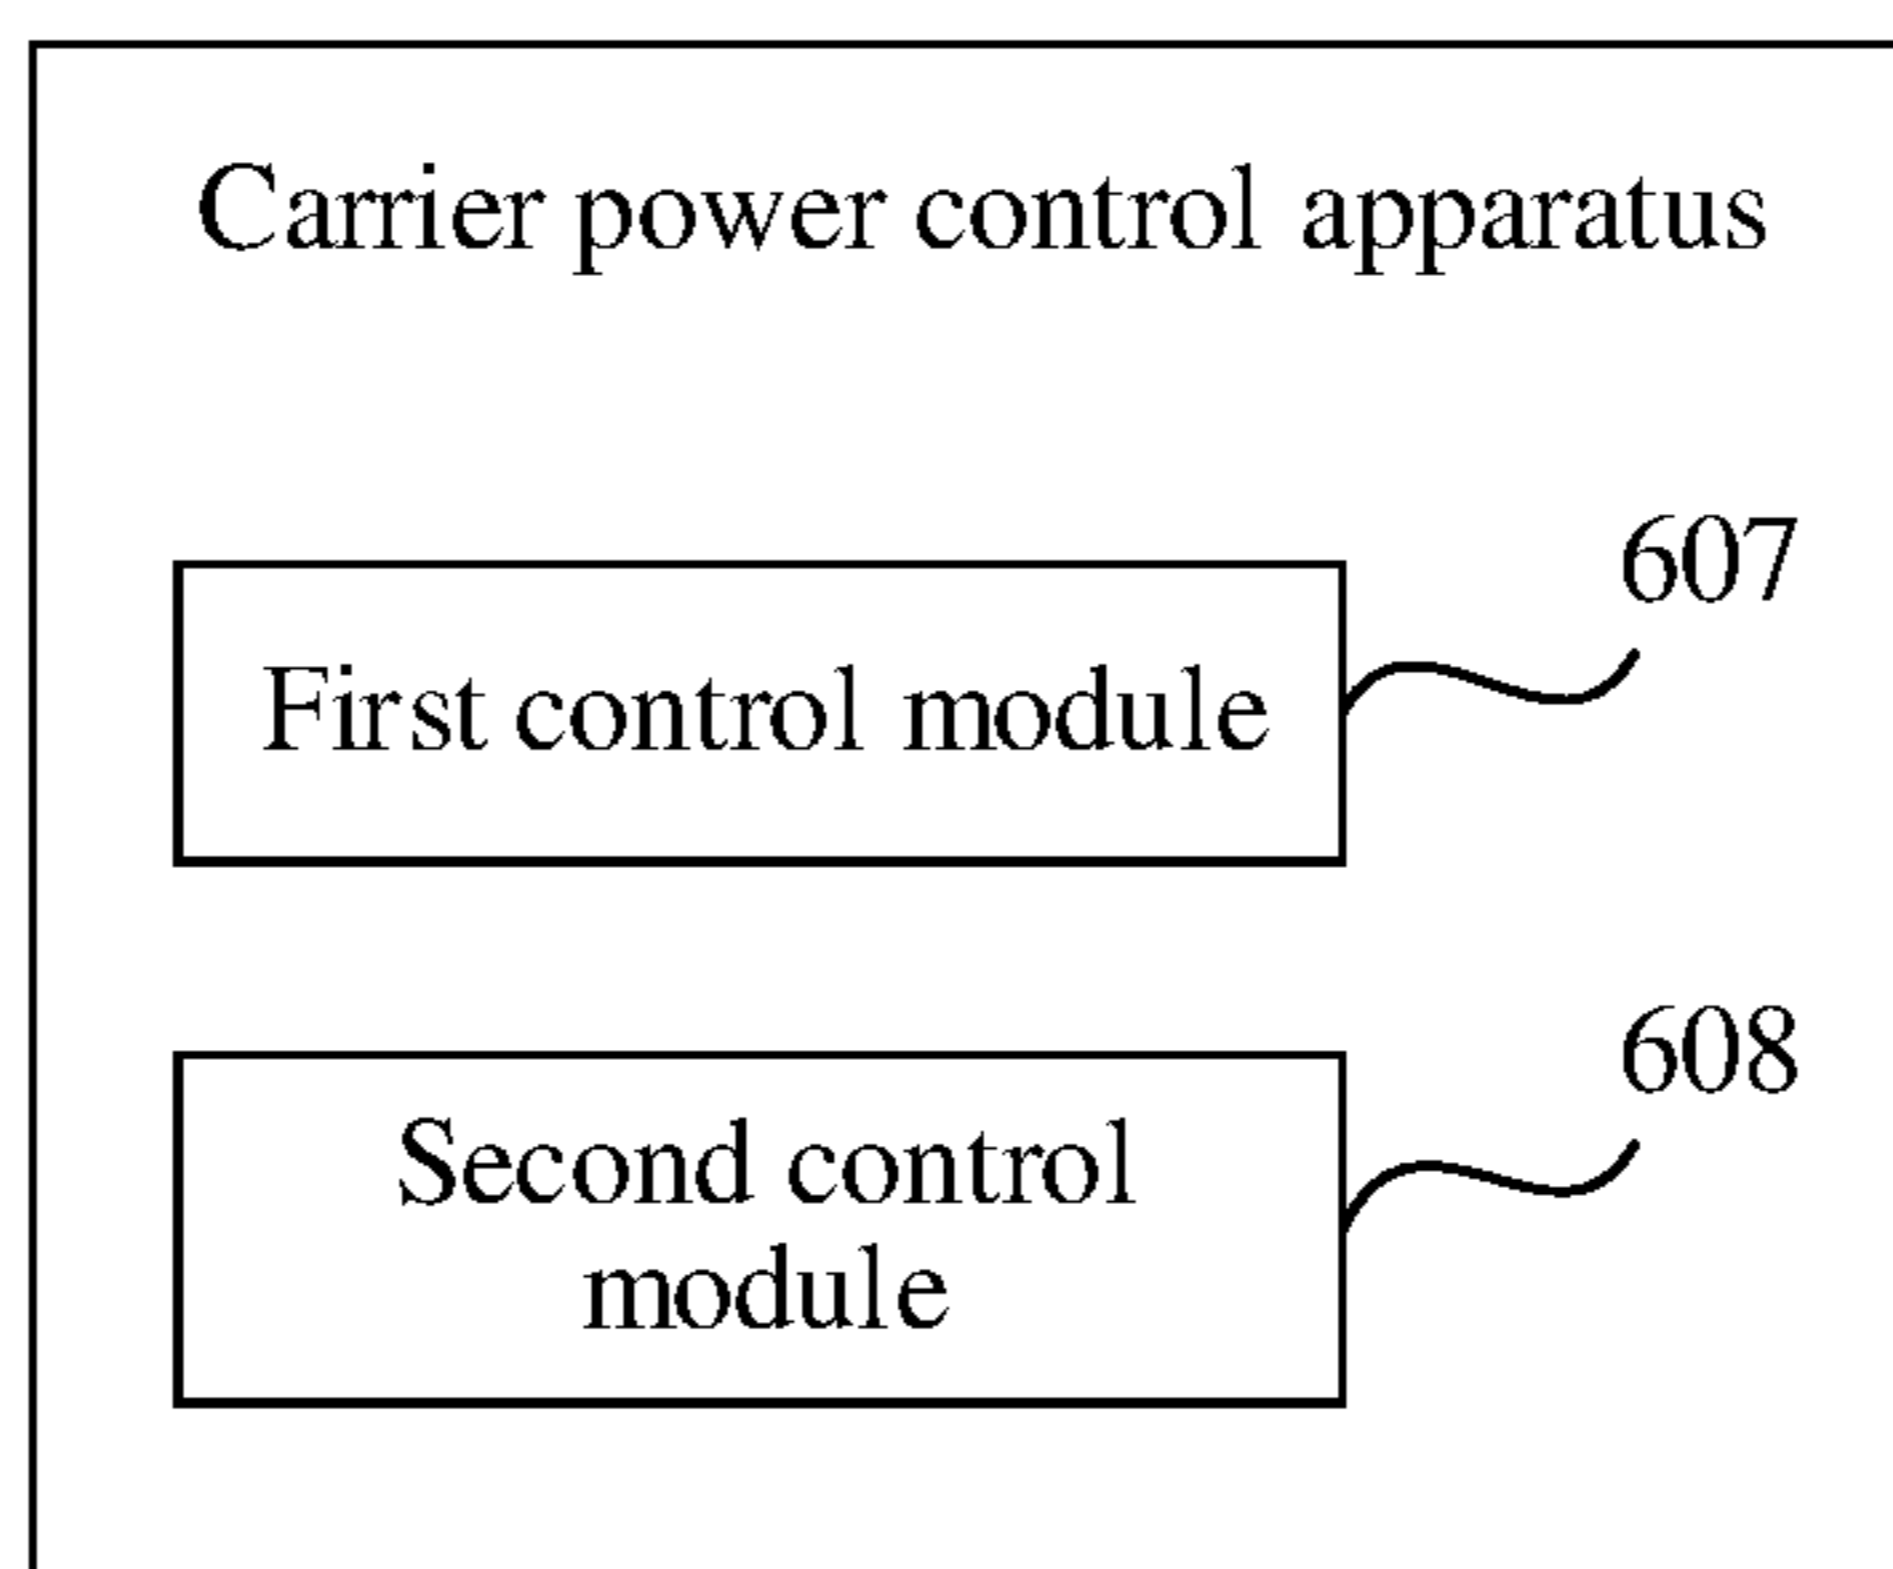 Carrier power control apparatus
607
First control module
608
Second control
module